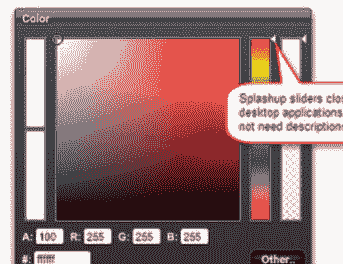 Color
Splashup sliders clos
desktop applications
not need descriptions
A: 100 R: 255 G: 255 B: 255
#: ffffff
Other..